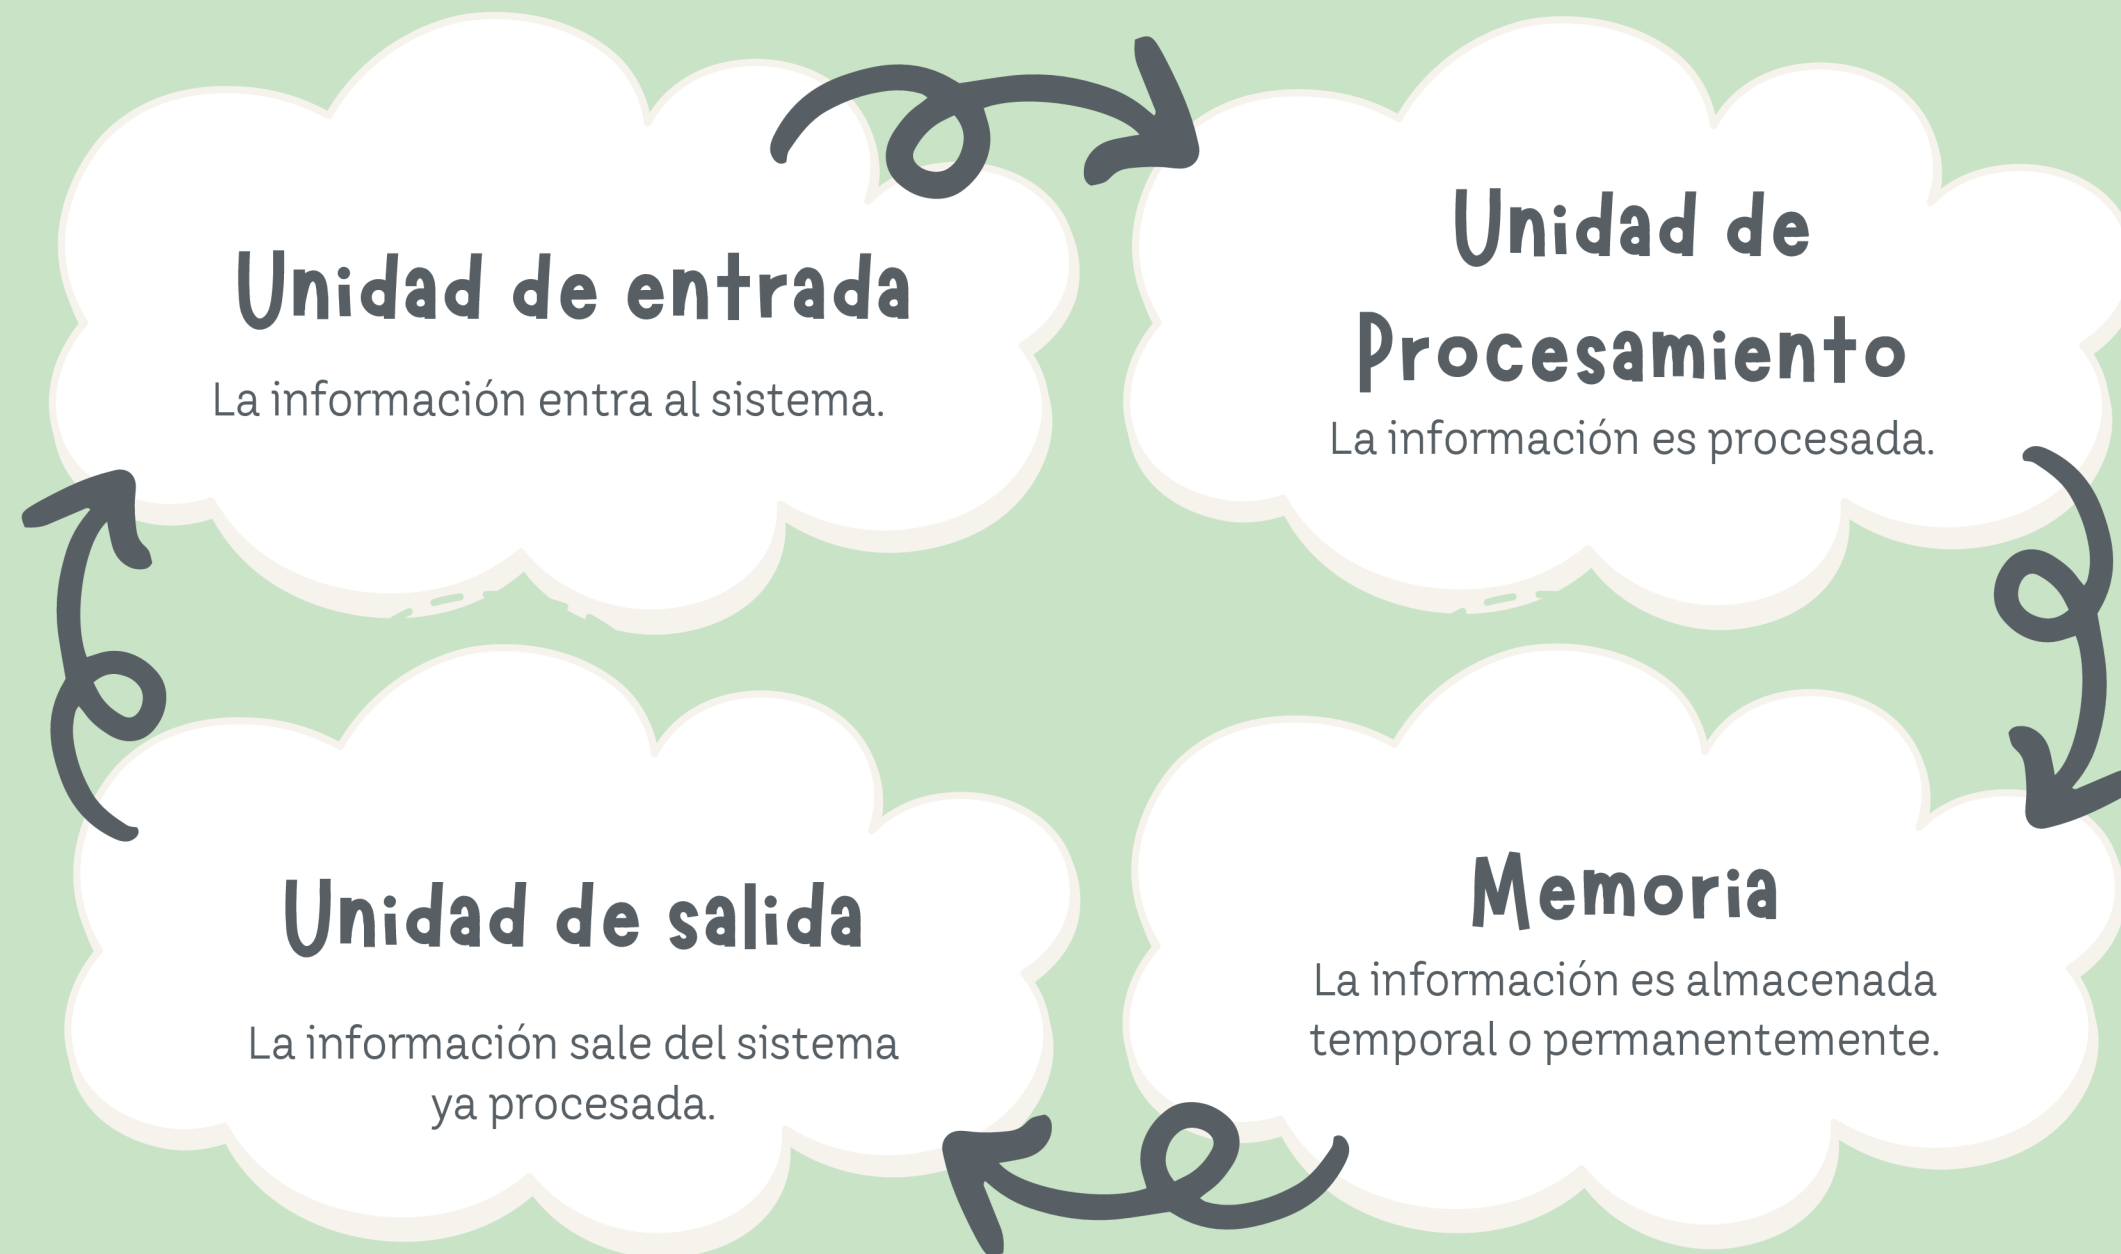 Unidad de entrada
La información entra al sistema.
Unidad de
Procesamiento
La información es procesada.
Memoria
La información es almacenada
temporal o permanentemente.
Unidad de salida
La información sale del sistema
ya procesada.